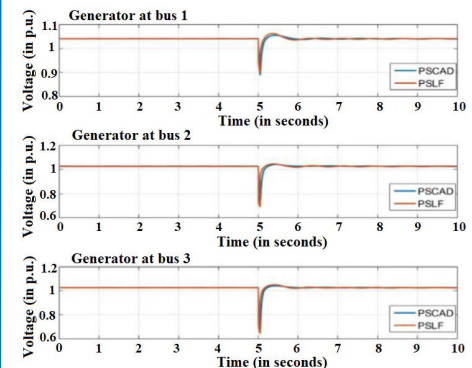 Generator at bus 1
Voltage (in p.u.)
1.1
1
0.9
0.8
PSCAD
PSLF
0 1 2 3 4 5 6 7 8 9 10
Time (in seconds)
Generator at bus 2
Voltage (in p.u.)
1.2
1
0.8
0.6
PSCAD
PSLF
0 1 2 3 4 5 6 7 8 9 10
Time (in seconds)
Generator at bus 3
Voltage (in p.u.)
1.2
1
0.8
0.6
PSCAD
PSLF
0 1 2 3 4 5 6 7 8 9 10
Time (in seconds)